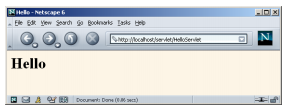 Hello - Netscape 6
File Edit View Search Go Bookmarks Tasks Help
http://localhost/servlet/HelloServlet
N
Hello
Document: Done (0.86 secs)